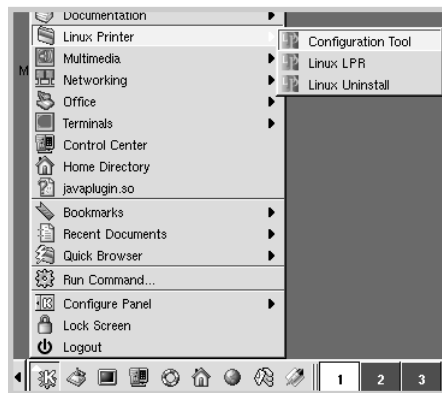 Documentation
Linux Printer
Configuration Tool
Multimedia
Linux LPR
M
Networking
Linux Uninstall
Office
Terminals
Control Center
Home Directory
javaplugin.so
Bookmarks
Recent Documents
Quick Browser
Run Command...
Configure Panel
Lock Screen
Logout
1 2 3